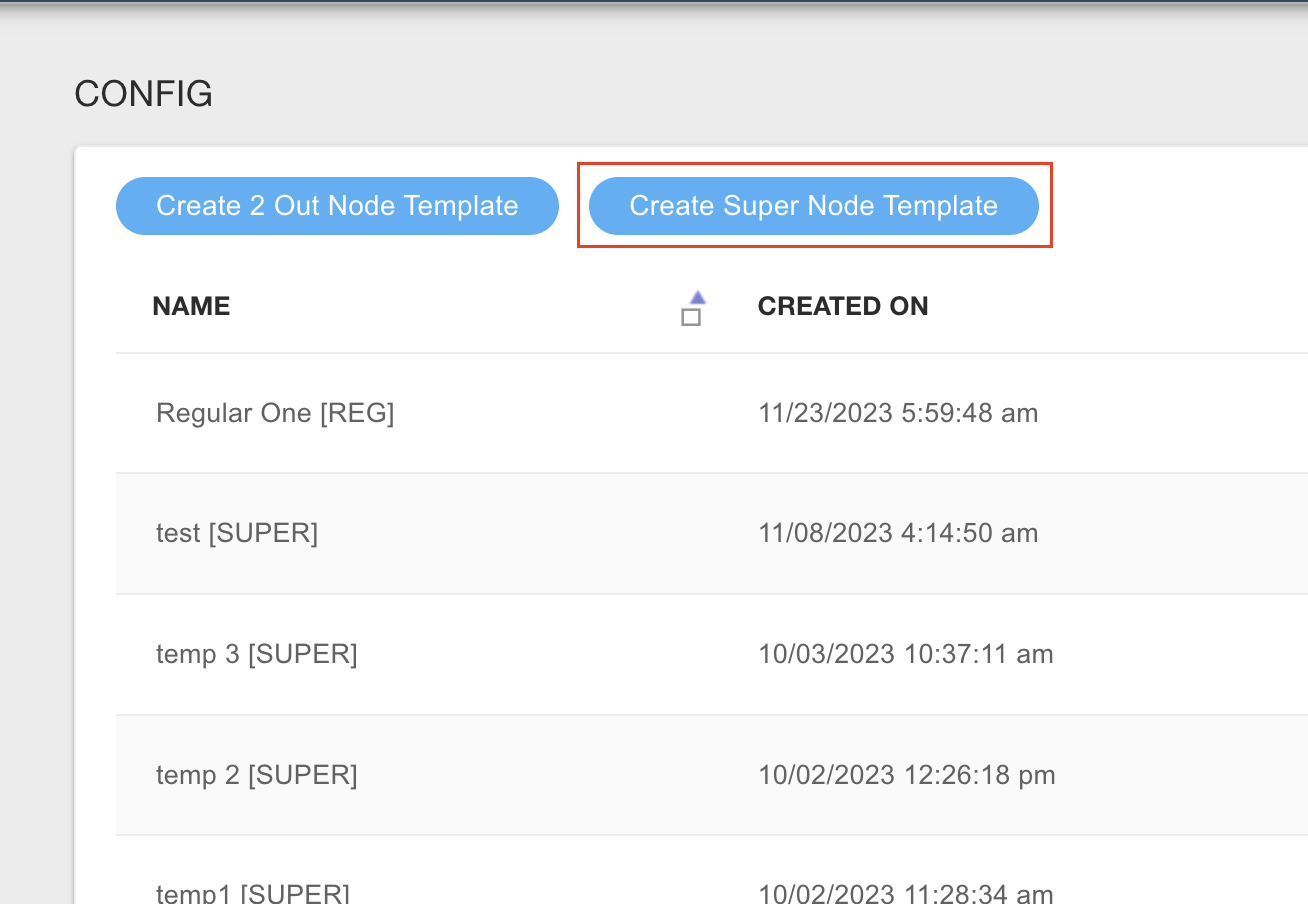 CONFIG
Create 2 Out Node Template Create Super Node Template
NAME CREATED ON
Regular One [REG] 11/23/2023 5:59:48 am
test [SUPER] 11/08/2023 4:14:50 am
temp 3 [SUPER] 10/03/2023 10:37:11 am
temp 2 [SUPER] 10/02/2023 12:26:18 pm
temp1 [SUPER] 10/02/2023 11:28:34 am